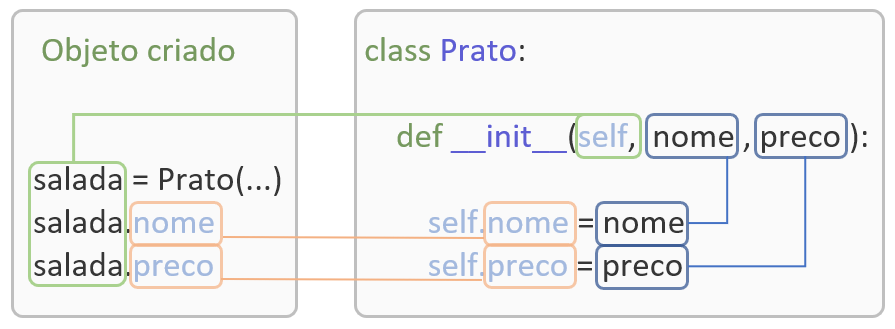 Objeto criado
salada = Prato(...)
salada.nome
salada.preco
class Prato:
def __init__(self, nome, preco):
self.nome = nome
self.preco = preco